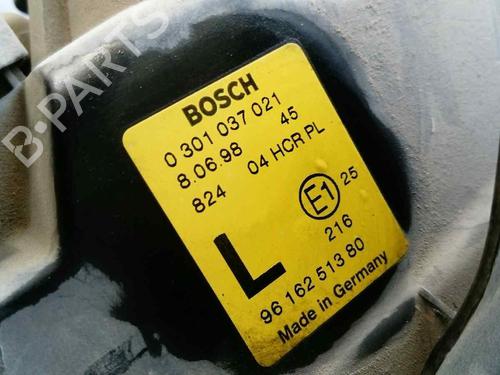 B-PARTS
BOSCH
0 301 037 021
8.06.98 45
824 04 HCR PL
E1 25
216
L
96 162 513 80
Made in Germany